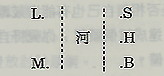 L. .S
河 .H
M. .B